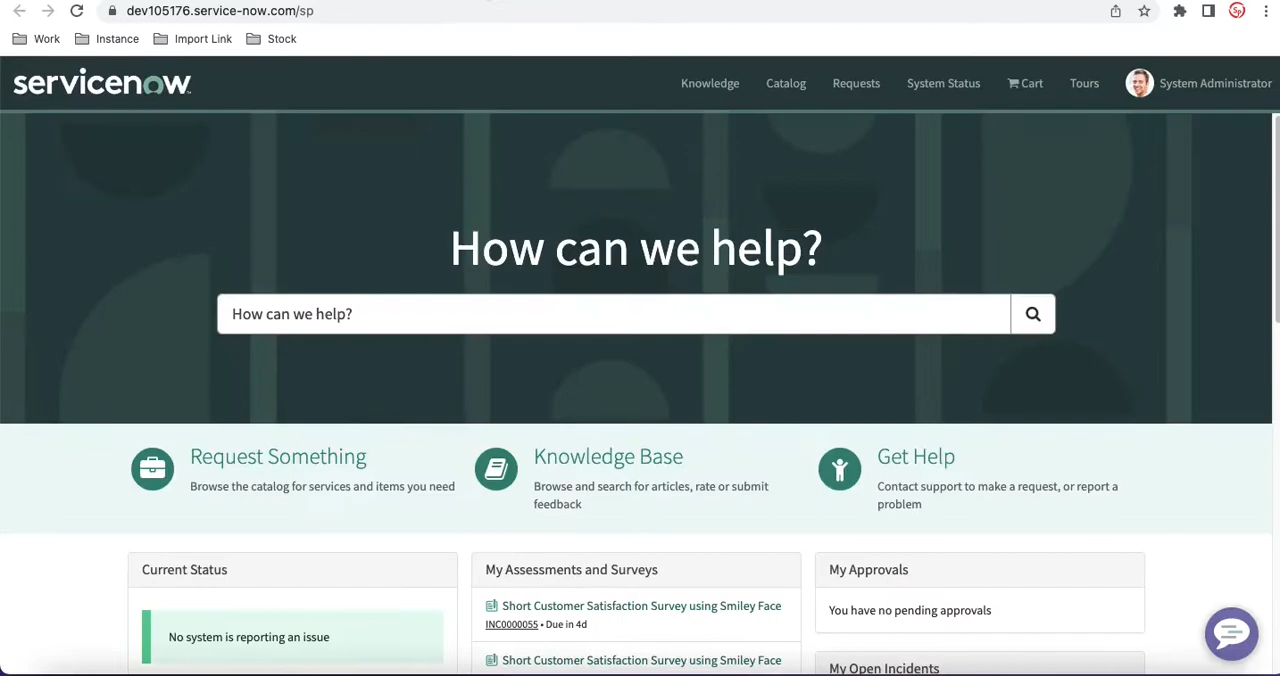 dev105176.service-now.com/sp
Sp
Work Instance Import Link Stock
servicenow
Knowledge Catalog Requests System Status Cart Tours System Administrator
How can we help?
How can we help?
Request Something
Browse the catalog for services and items you need
Knowledge Base
Browse and search for articles, rate or submit
feedback
Get Help
Contact support to make a request, or report a
problem
Current Status
No system is reporting an issue
My Assessments and Surveys
Short Customer Satisfaction Survey using Smiley Face
INC0000055 • Due in 4d
Short Customer Satisfaction Survey using Smiley Face
My Approvals
You have no pending approvals
My Open Incidents